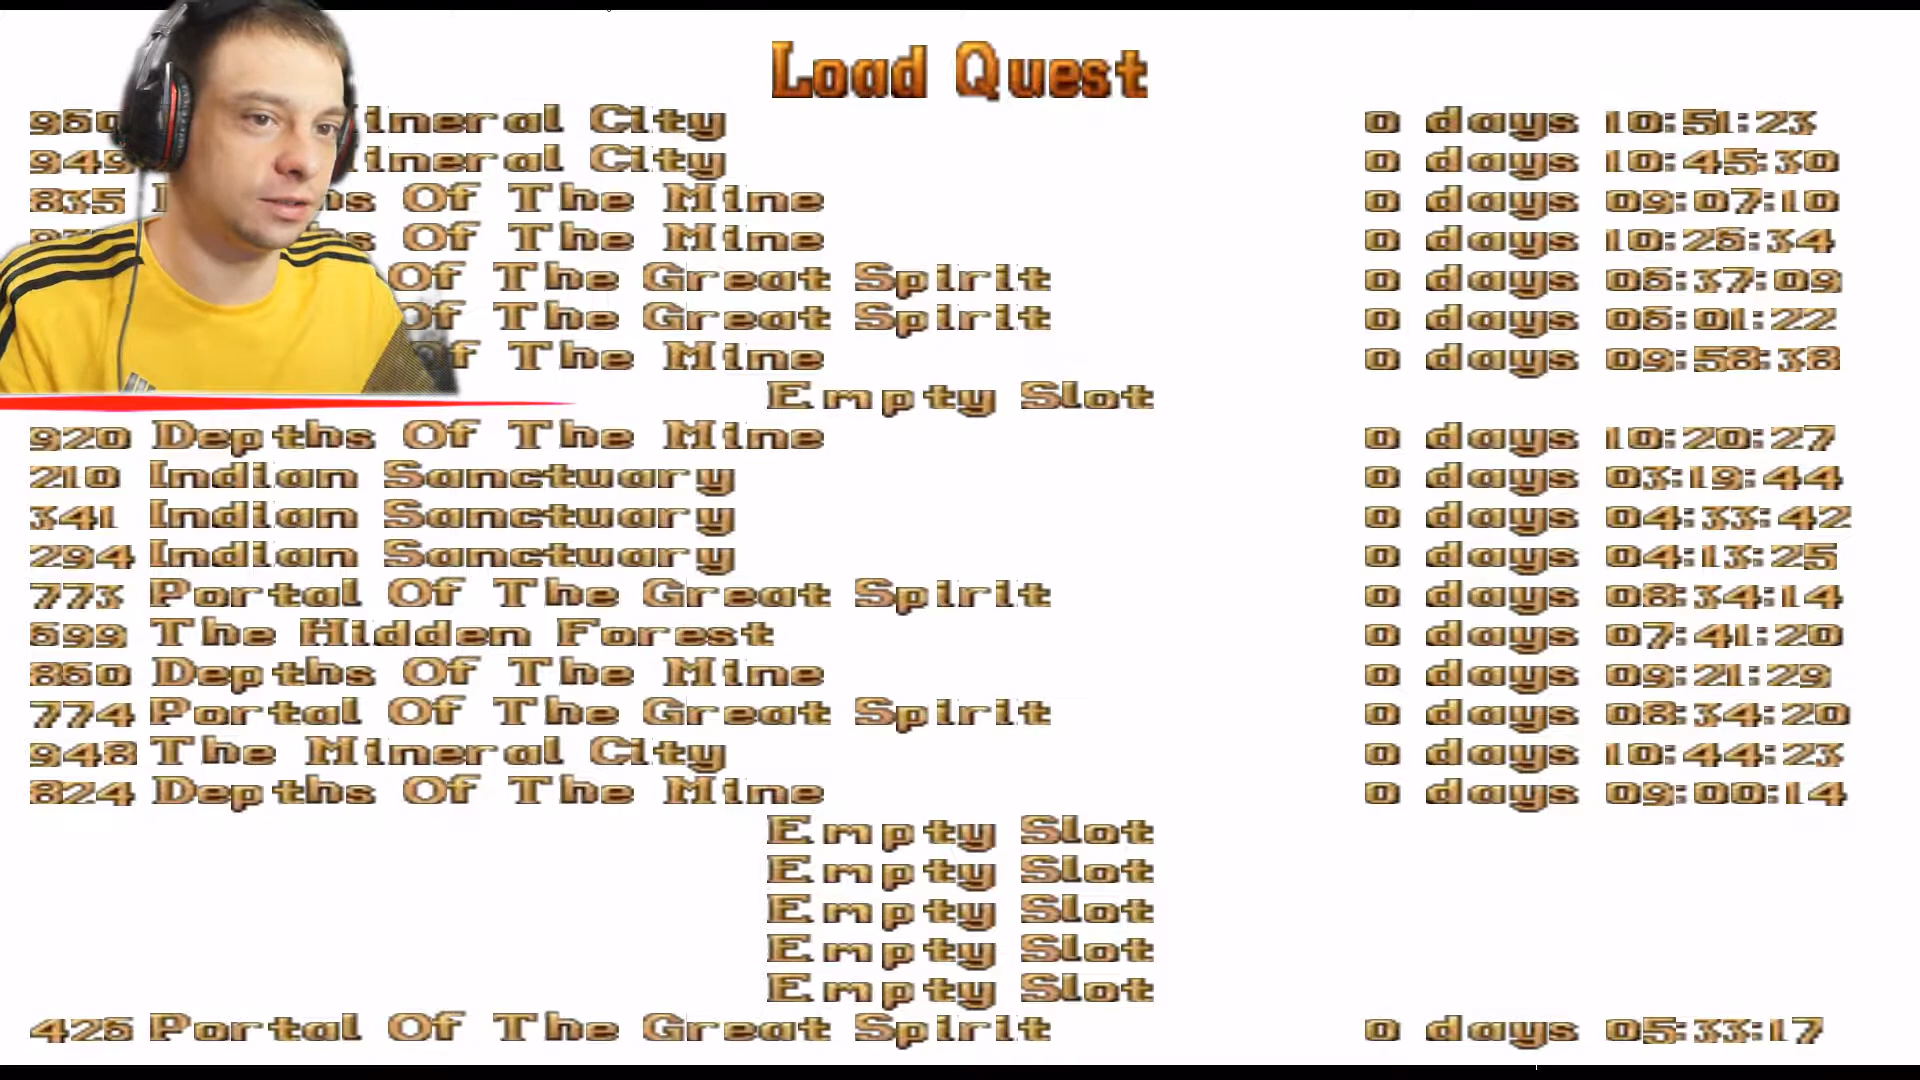 Load Quest
960 Mineral City 0 days 10:51:23
949 Mineral City 0 days 10:45:30
835 Of The Mine 0 days 09:07:10
Of The Mine 0 days 10:26:34
Of The Great Spirit 0 days 06:37:09
Of The Great Spirit 0 days 06:01:22
Of The Mine 0 days 09:58:38
Empty Slot
920 Depths Of The Mine 0 days 10:20:27
210 Indian Sanctuary 0 days 03:19:44
341 Indian Sanctuary 0 days 04:33:42
294 Indian Sanctuary 0 days 04:13:25
773 Portal Of The Great Spirit 0 days 08:34:14
699 The Hidden Forest 0 days 07:41:20
860 Depths Of The Mine 0 days 09:21:29
774 Portal Of The Great Spirit 0 days 08:34:20
948 The Mineral City 0 days 10:44:23
824 Depths Of The Mine 0 days 09:00:14
Empty Slot
Empty Slot
Empty Slot
Empty Slot
Empty Slot
426 Portal Of The Great Spirit 0 days 05:33:17